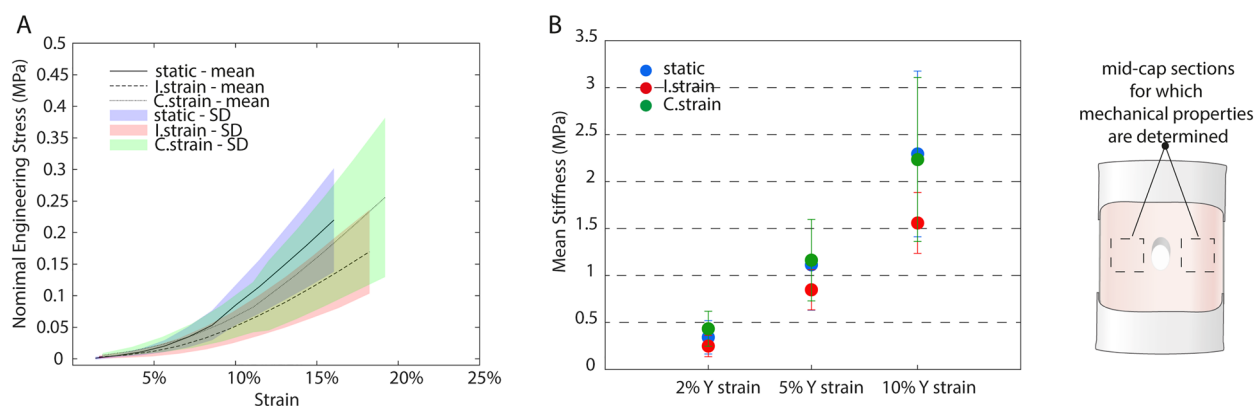 A
Nomimal Engineering Stress (MPa)
0.5
0.45
0.4
0.35
0.3
0.25
0.2
0.15
0.1
0.05
0
static - mean
I.strain - mean
C.strain - mean
static - SD
I.strain - SD
C.strain - SD
5%
10%
15%
20%
25%
Strain
B
Mean Stiffness (MPa)
3.5
3
2.5
2
1.5
1
0.5
0
static
I.strain
C.strain
2% Y strain
5% Y strain
10% Y strain
mid-cap sections
for which
mechanical properties
are determined